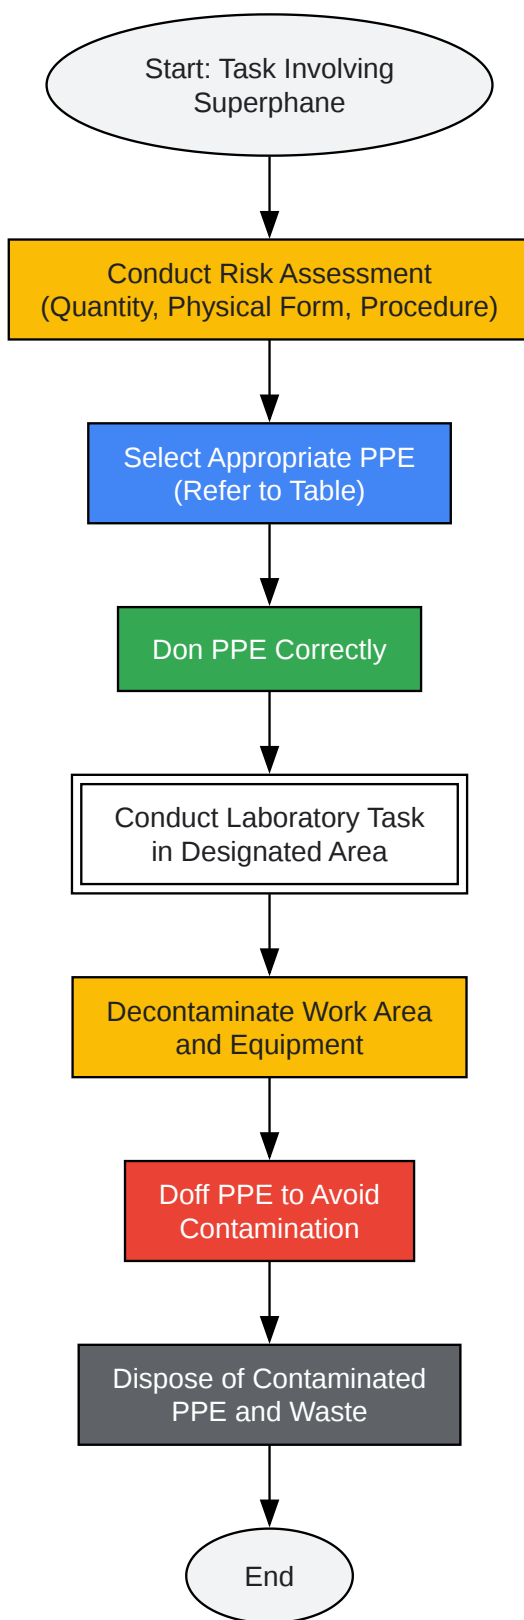 Start: Task Involving
Superphane
Conduct Risk Assessment
(Quantity, Physical Form, Procedure)
Select Appropriate PPE
(Refer to Table)
Don PPE Correctly
Conduct Laboratory Task
in Designated Area
Decontaminate Work Area
and Equipment
Doff PPE to Avoid
Contamination
Dispose of Contaminated
PPE and Waste
End